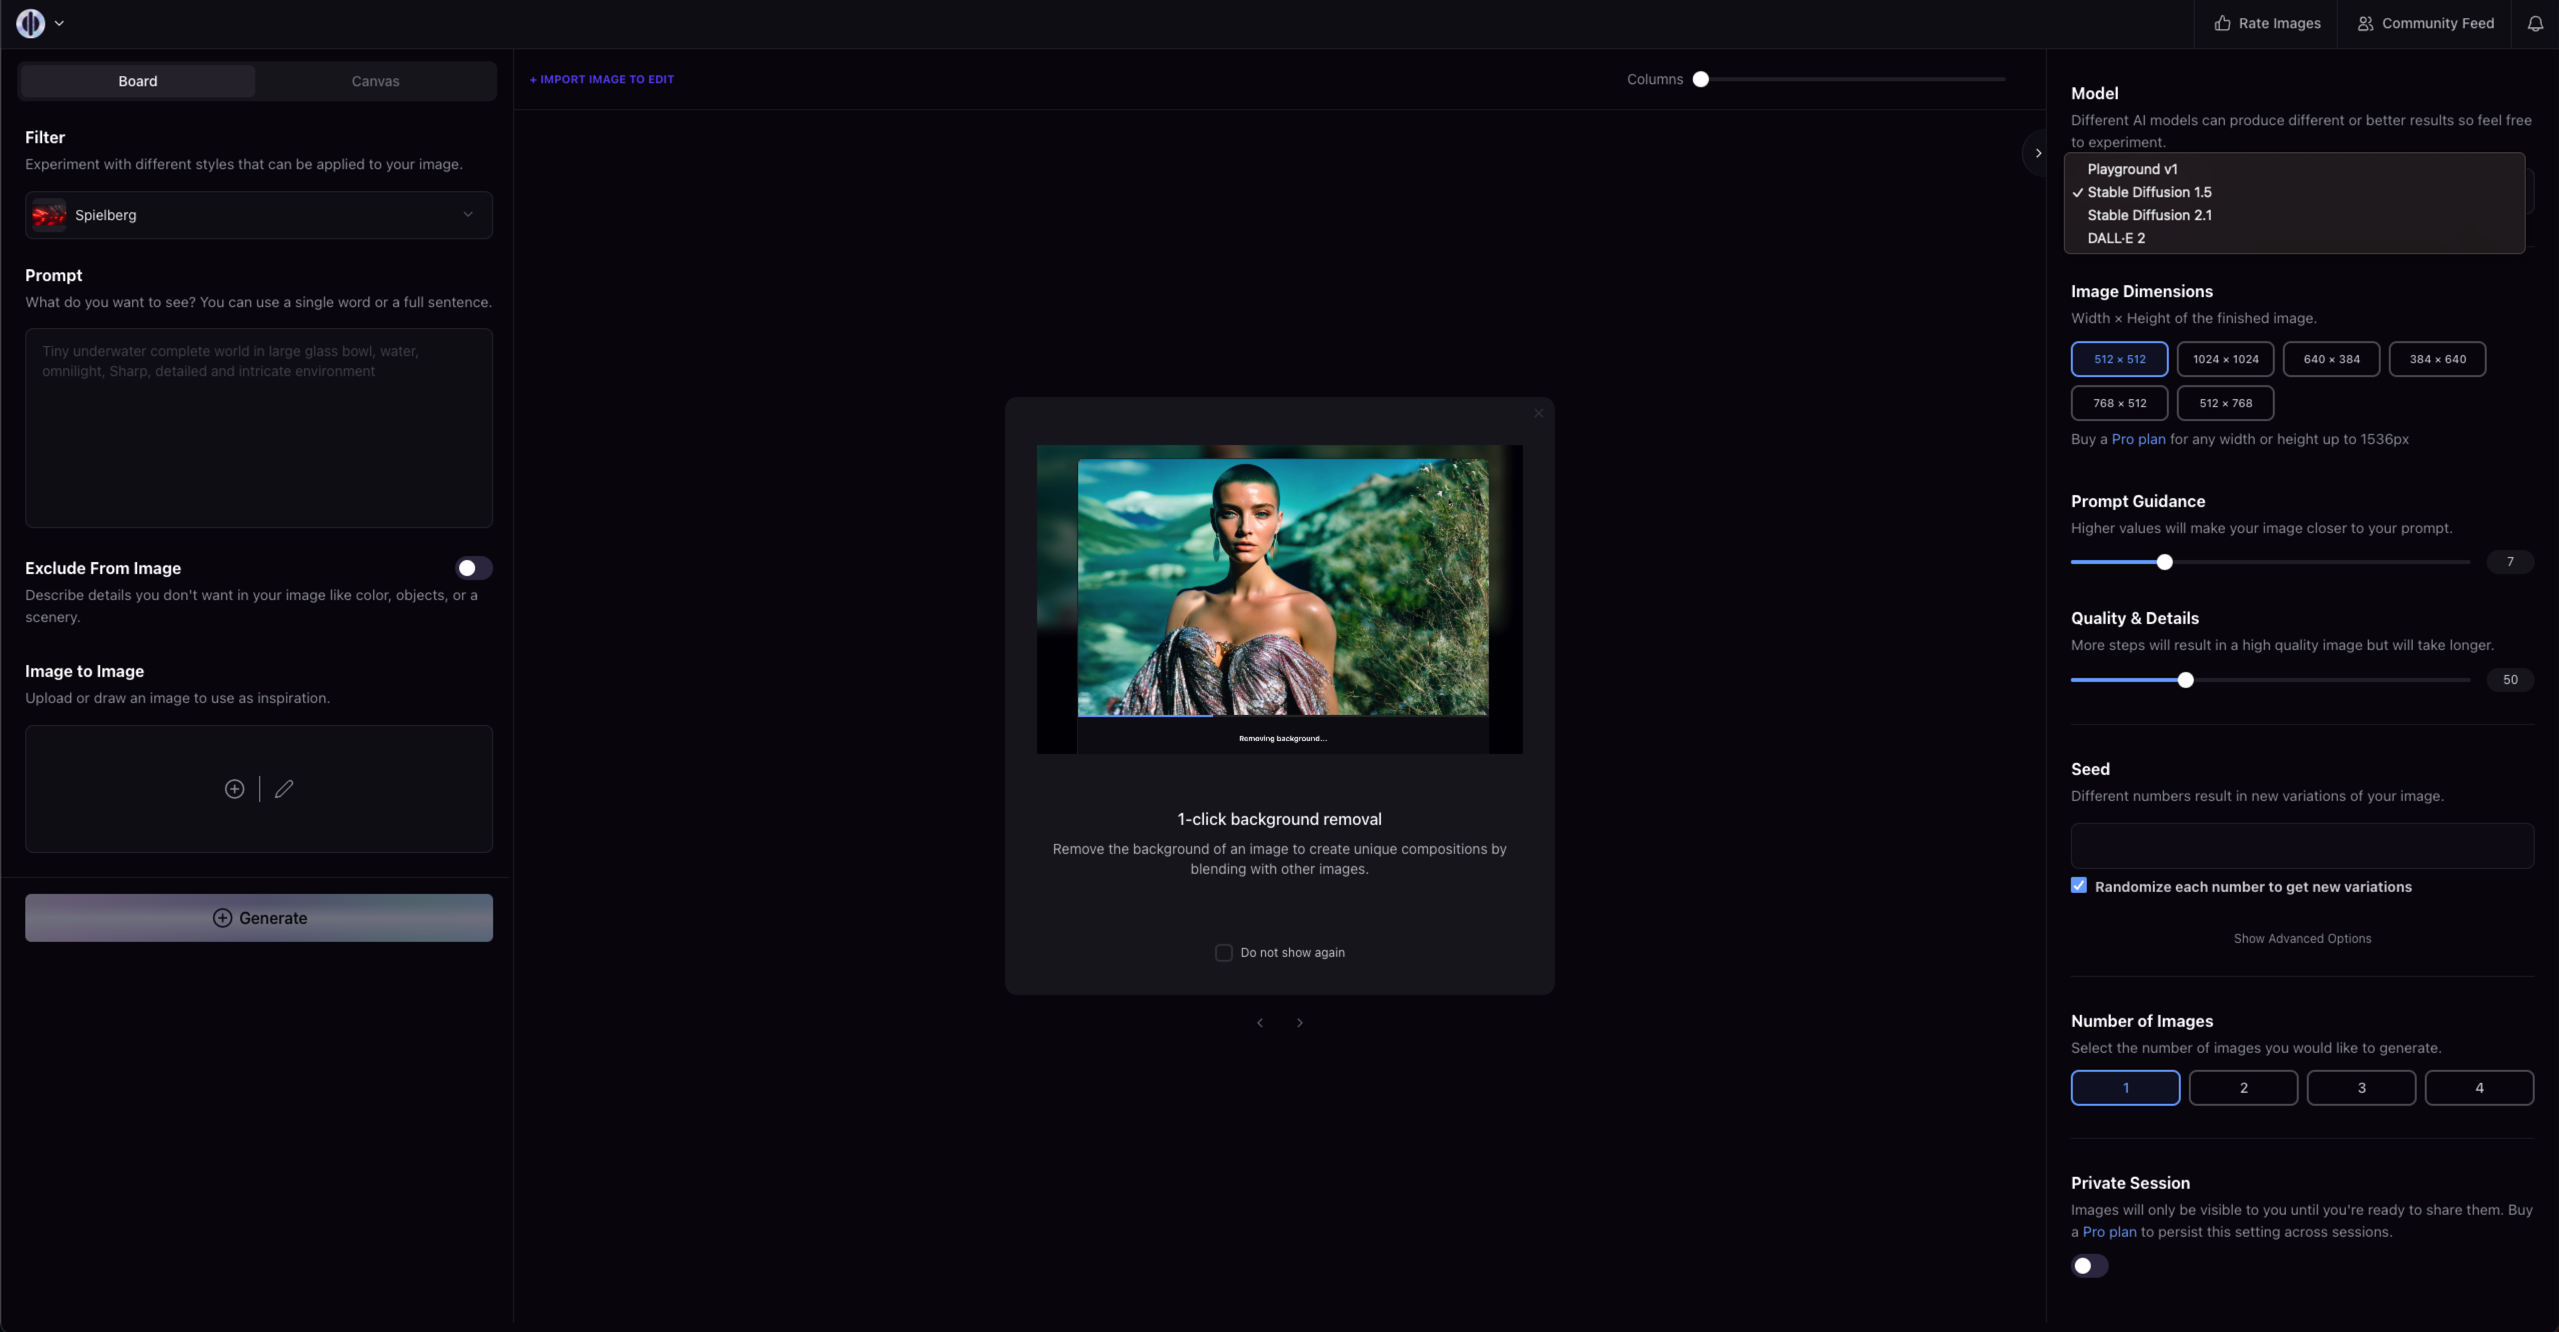 Rate Images
Community Feed
Board
Canvas
Filter
Experiment with different styles that can be applied to your image.
Spielberg
Prompt
What do you want to see? You can use a single word or a full sentence.
Tiny underwater complete world in large glass bowl, water,
omnilight, Sharp, detailed and intricate environment
Exclude From Image
Describe details you don't want in your image like color, objects, or a
scenery.
Image to Image
Upload or draw an image to use as inspiration.
Generate
+ IMPORT IMAGE TO EDIT
Columns
Removing background...
1-click background removal
Remove the background of an image to create unique compositions by
blending with other images.
Do not show again
Model
Different AI models can produce different or better results so feel free
to experiment.
Playground v1
✓ Stable Diffusion 1.5
Stable Diffusion 2.1
DALL·E 2
Image Dimensions
Width × Height of the finished image.
512 × 512
1024 × 1024
640 × 384
384 × 640
768 × 512
512 × 768
Buy a Pro plan for any width or height up to 1536px
Prompt Guidance
Higher values will make your image closer to your prompt.
7
Quality & Details
More steps will result in a high quality image but will take longer.
50
Seed
Different numbers result in new variations of your image.
Randomize each number to get new variations
Show Advanced Options
Number of Images
Select the number of images you would like to generate.
1
2
3
4
Private Session
Images will only be visible to you until you're ready to share them. Buy
a Pro plan to persist this setting across sessions.